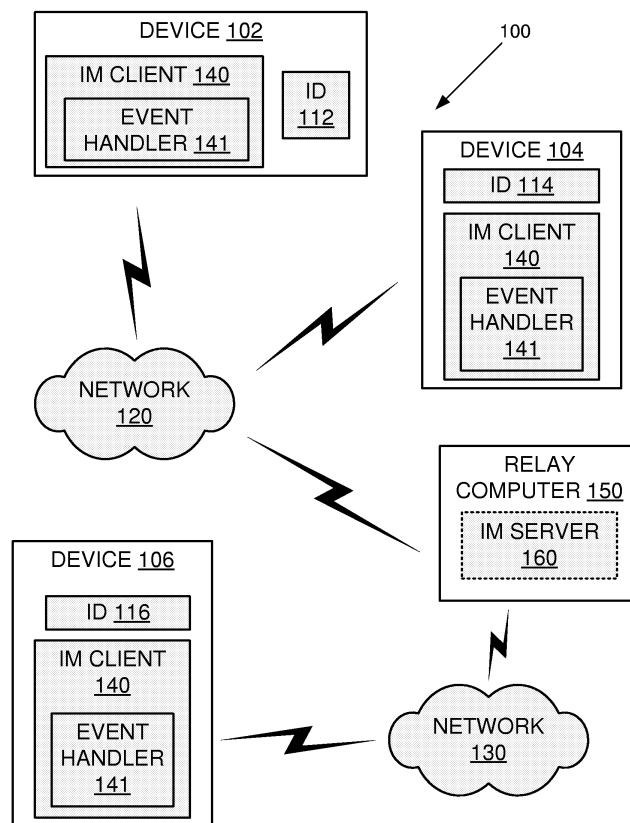 DEVICE 102
IM CLIENT 140
EVENT
HANDLER 141
ID
112
100
DEVICE 104
ID 114
IM CLIENT
140
EVENT
HANDLER
141
NETWORK
120
RELAY
COMPUTER 150
IM SERVER
160
DEVICE 106
ID 116
IM CLIENT
140
EVENT
HANDLER
141
NETWORK
130